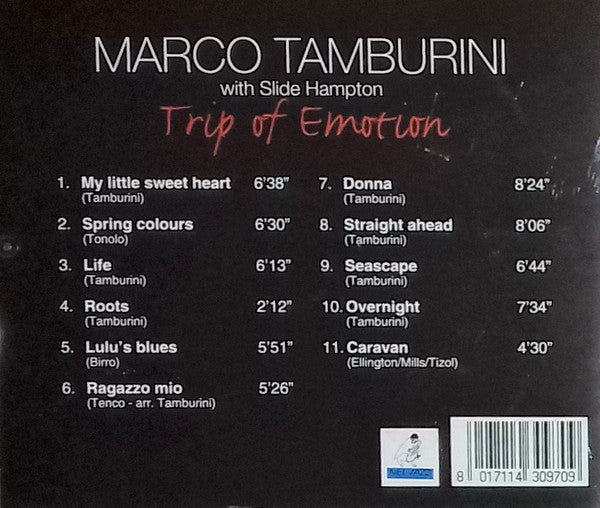 MARCO TAMBURINI
with Slide Hampton
Trip of Emotion
1. My little sweet heart 6'38"
(Tamburini)
2. Spring colours 6'30"
(Tonolo)
3. Life 6'13"
(Tamburini)
4. Roots 2'12"
(Tamburini)
5. Lulu's blues 5'51"
(Birro)
6. Ragazzo mio 5'26"
(Tenco - arr. Tamburini)
7. Donna 8'24"
(Tamburini)
8. Straight ahead 8'06"
(Tamburini)
9. Seascape 6'44"
(Tamburini)
10. Overnight 7'34"
(Tamburini)
11. Caravan 4'30"
(Ellington/Mills/Tizol)
8 017114 309709